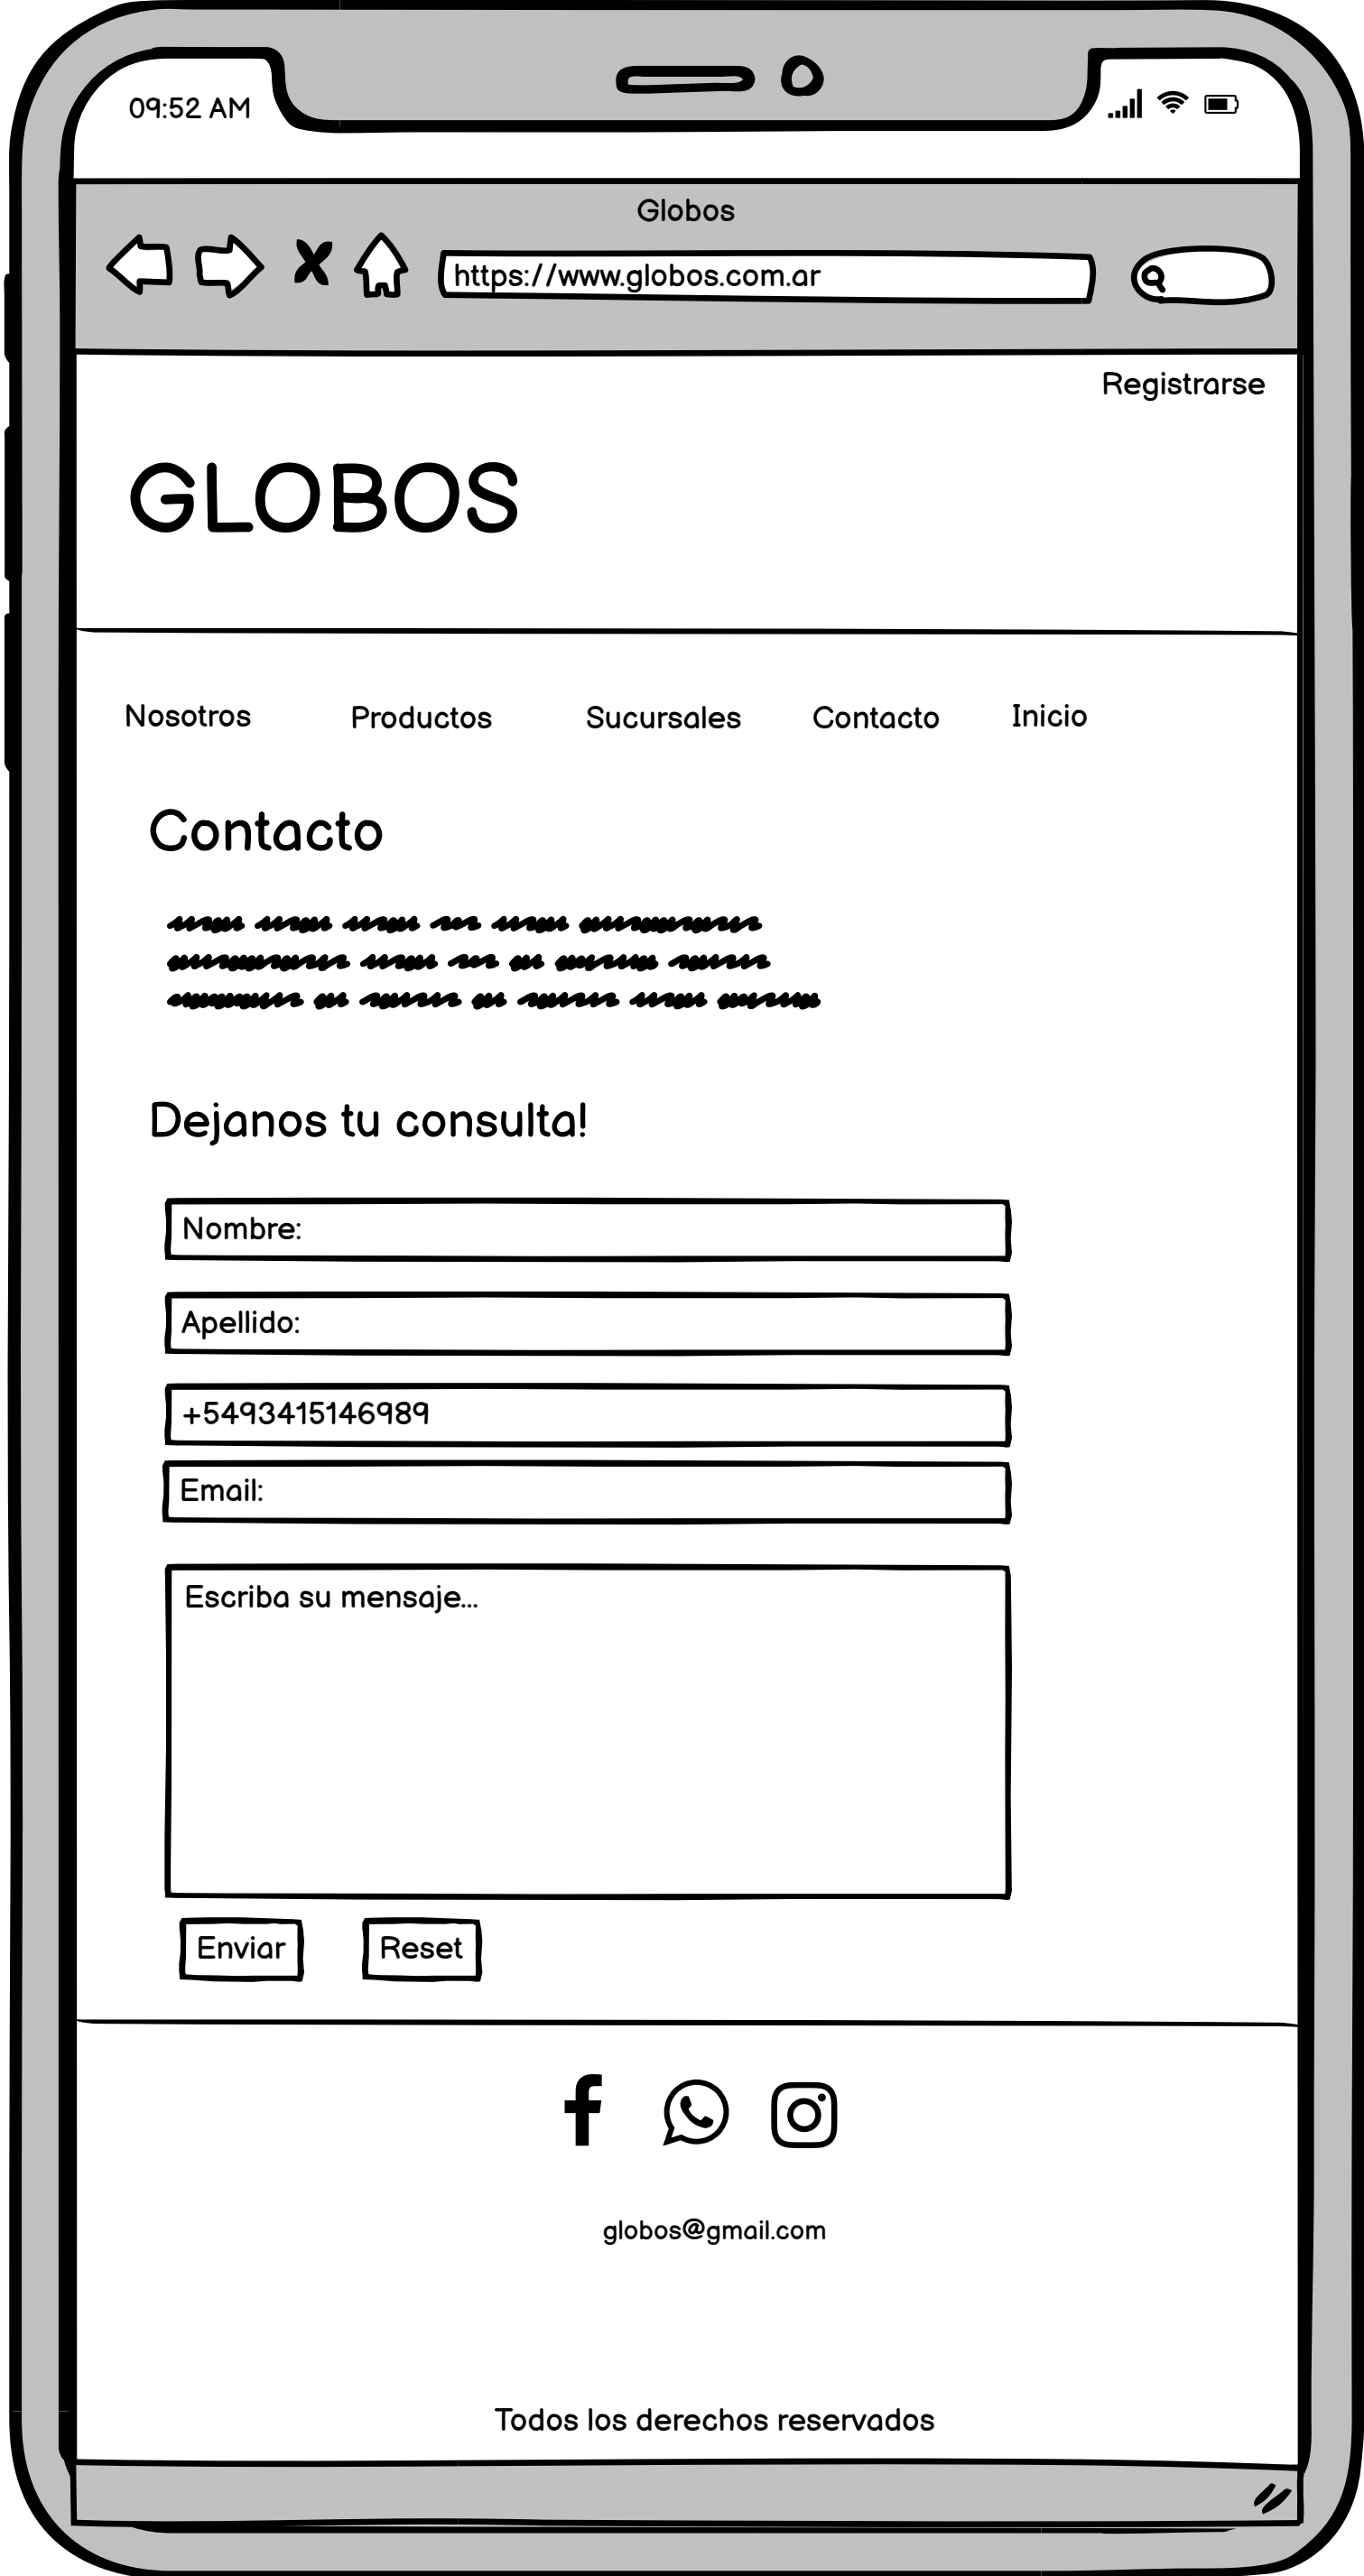 09:52 AM
Globos
https://www.globos.com.ar
Registrarse
GLOBOS
Nosotros Productos Sucursales Contacto Inicio
Contacto
Dejanos tu consulta!
Nombre:
Apellido:
+5493415146989
Email:
Escriba su mensaje...
Enviar Reset
globos@gmail.com
Todos los derechos reservados